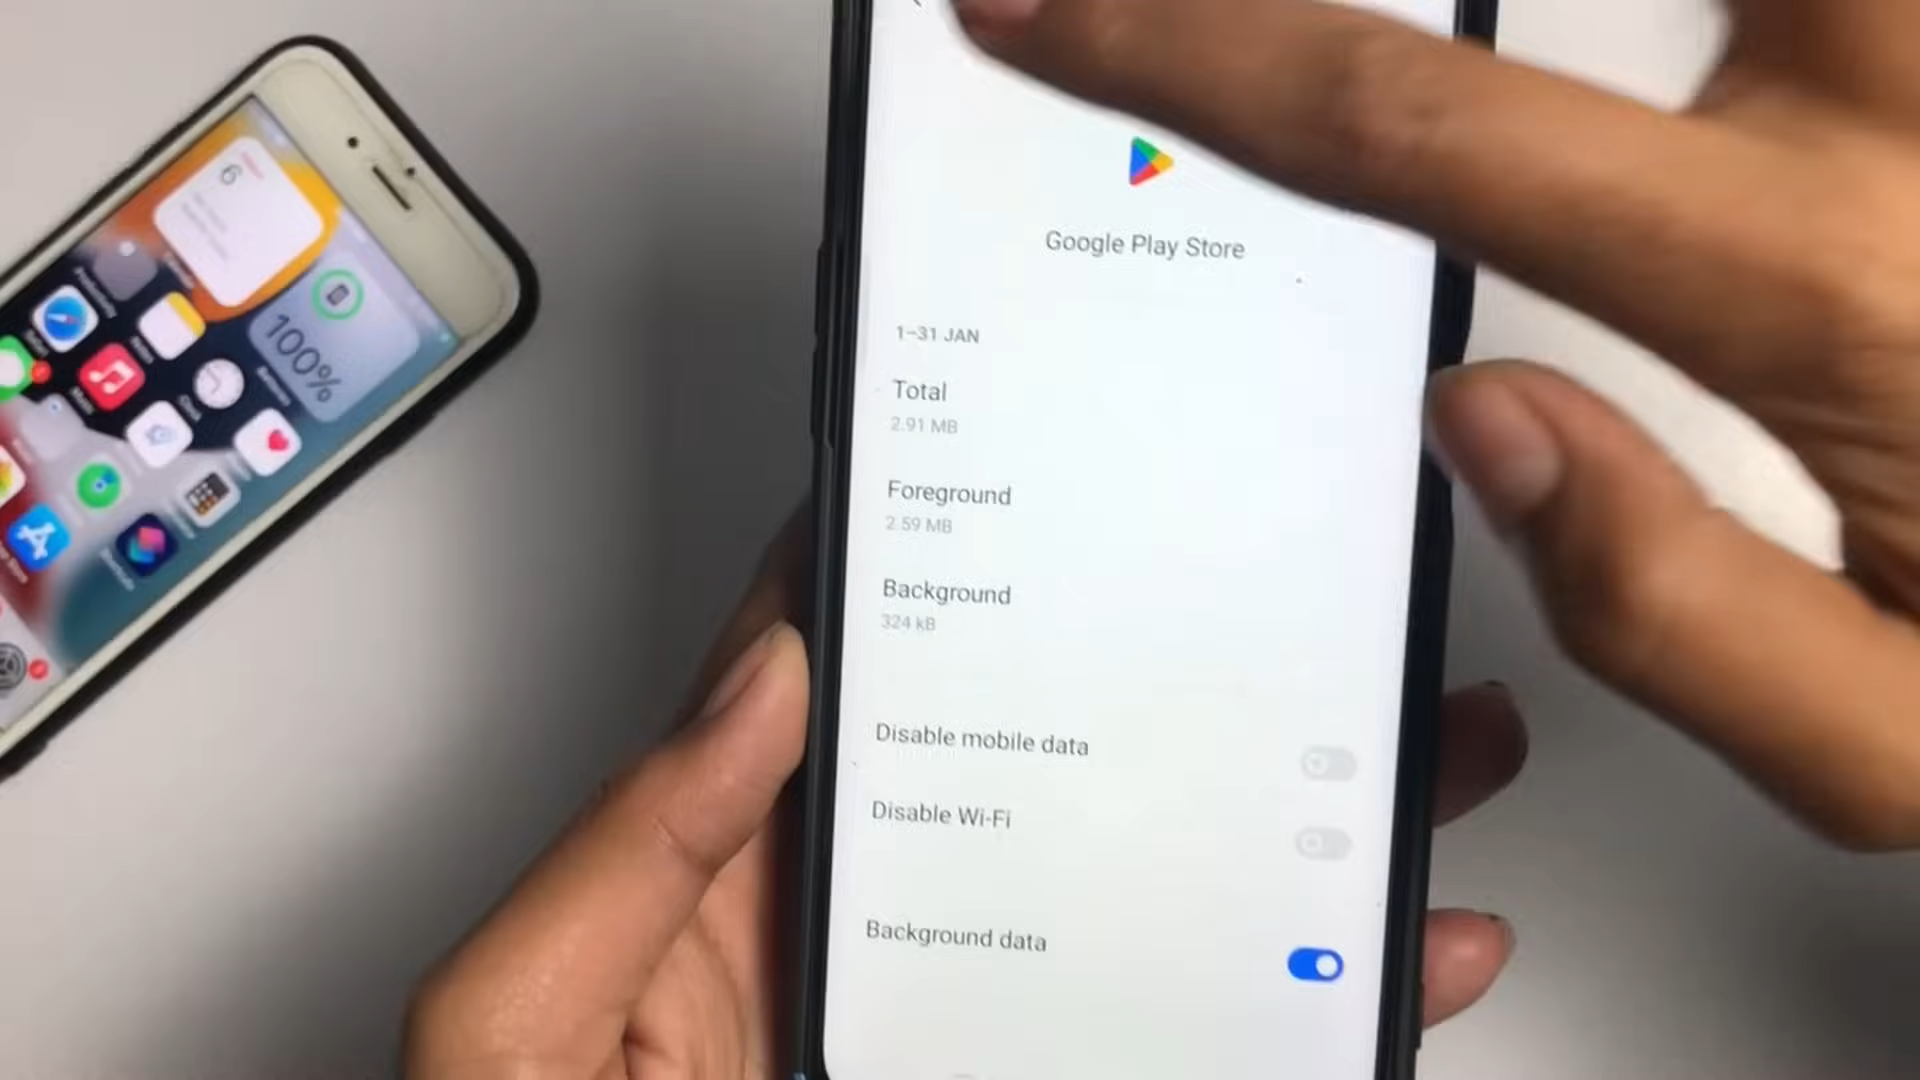 6
100%
Google Play Store
1–31 JAN
Total
2.91 MB
Foreground
2.59 MB
Background
324 kB
Disable mobile data
Disable Wi-Fi
Background data